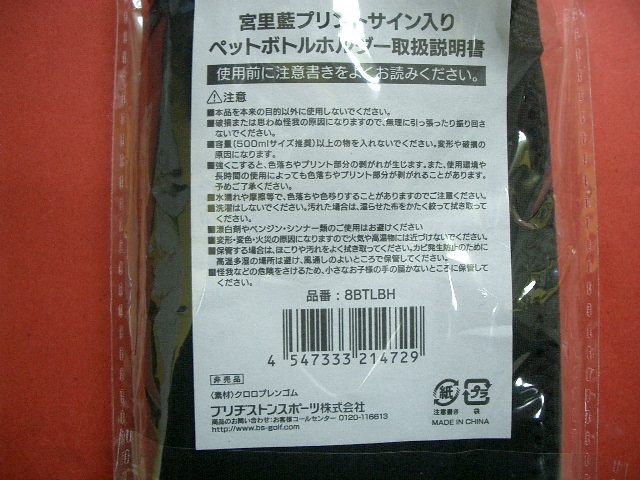 宮里藍プリントサイン入り
ペットボトルホルダー取扱説明書
使用前に注意書きをよくお読みください。
⚠注意
■本品を本来の目的以外に使用しないでください。
■破損または思わぬ怪我の原因になりますので、無理に引っ張ったり振り回さ
ないでください。
■容量(500mlサイズ推奨)以上の物を入れないでください。変形や破損の
原因になります。
■強くこすると、色落ちやプリント部分の剥がれが生じます。また、使用環境や
長時間の使用によっても色落ちやプリント部分が剥がれることがあります。
予めご了承ください。
■水濡れや摩擦等で、色落ちや色移りすることがありますのでご注意ください。
■洗濯はしないでください。汚れた場合は、湿らせた布をかたく絞って拭き取って
ください。
■漂白剤やベンジン・シンナー類のご使用はお避けください
■変形・変色・火災の原因になりますので火気や高温物には近づけないでください。
■保管する場合は、ほこりや汚れをよく拭き取ってください。カビ発生防止のために
高温多湿の場所は避け、風通しのよいところで保管してください。
■怪我などの危険をさけるため、小さなお子様の手の届かないところに保管して
ください。
品番:8BTLBH
4 547333 214729
非売品
〈素材〉クロロプレンゴム
ブリヂストンスポーツ株式会社
商品のお問い合わせ:お客様コールセンター 0120-116613
http://www.bs-golf.com/
紙 プラ
注意書き 袋
MADE IN CHINA